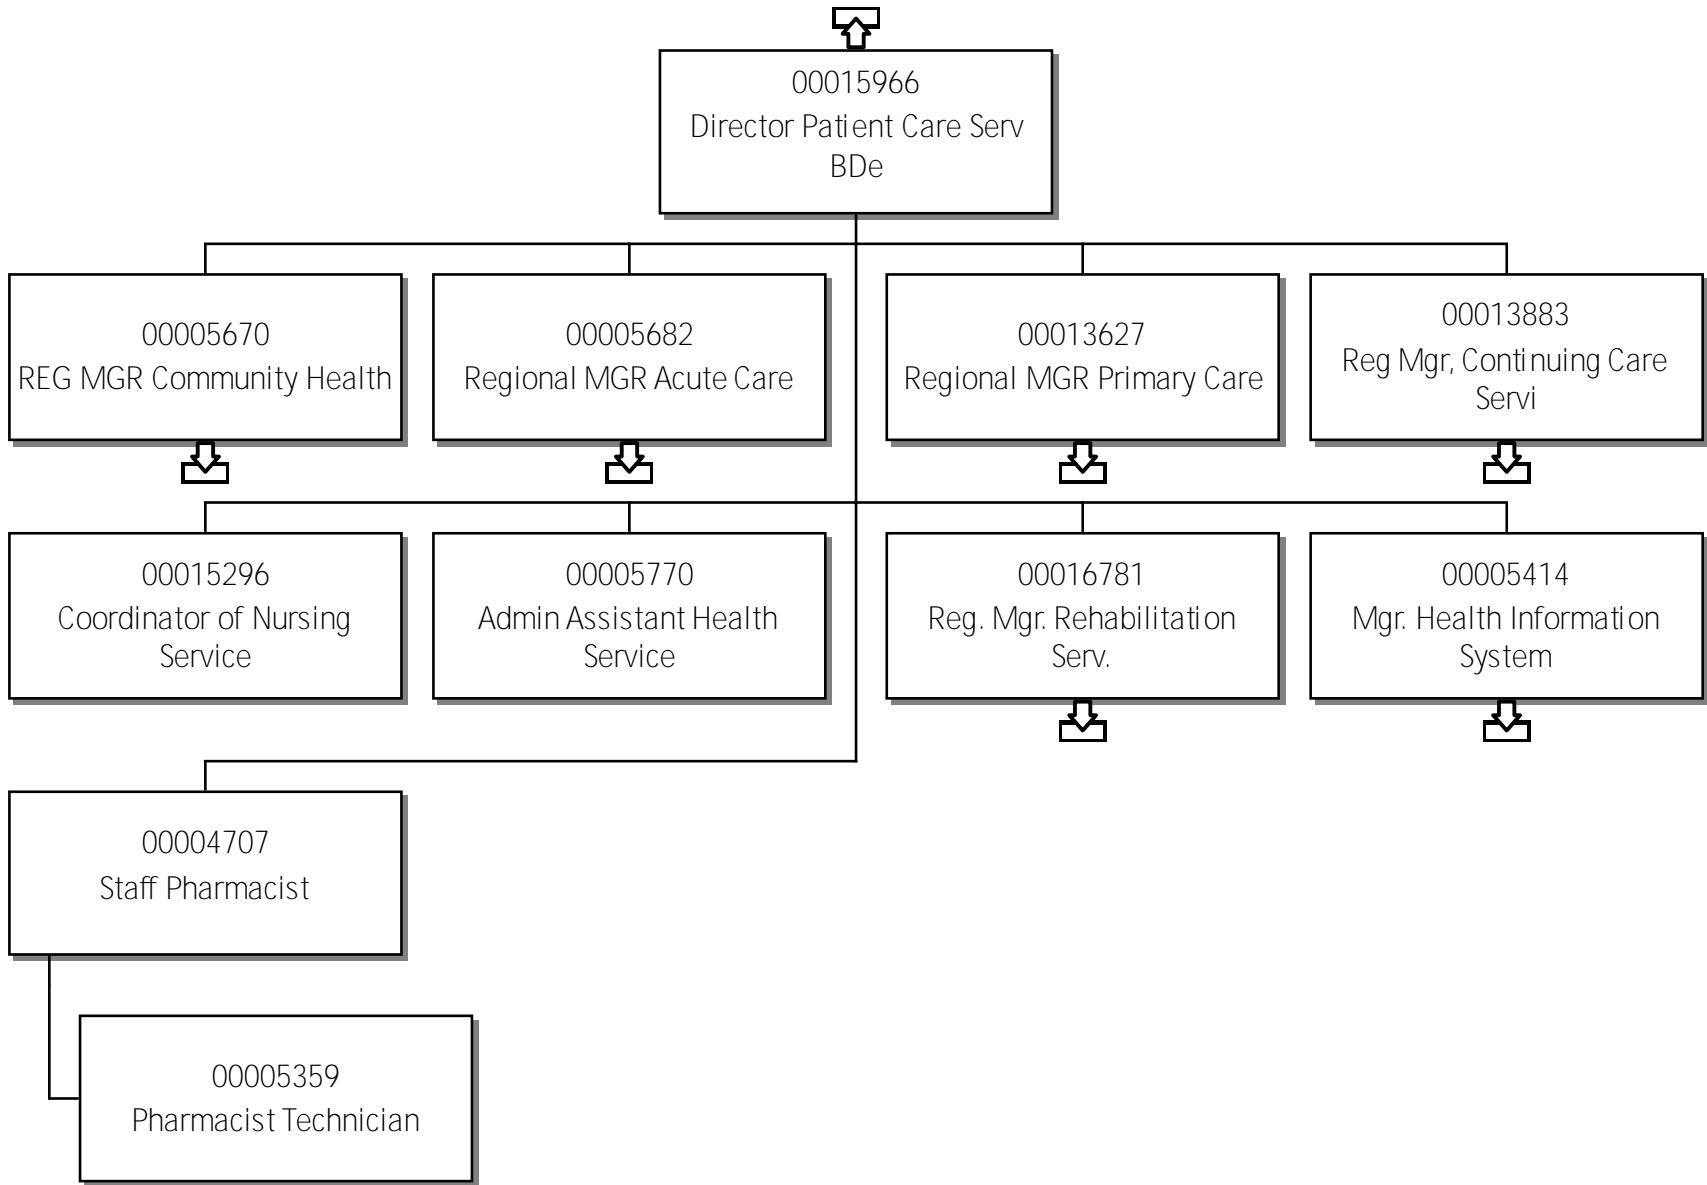 00015966
Director Patient Care Serv
BDe
00005670
REG MGR Community Health
00005682
Regional MGR Acute Care
00013627
Regional MGR Primary Care
00013883
Reg Mgr, Continuing Care
Servi
00015296
Coordinator of Nursing
Service
00005770
Admin Assistant Health
Service
00016781
Reg. Mgr. Rehabilitation
Serv.
00005414
Mgr. Health Information
System
00004707
Staff Pharmacist
00005359
Pharmacist Technician